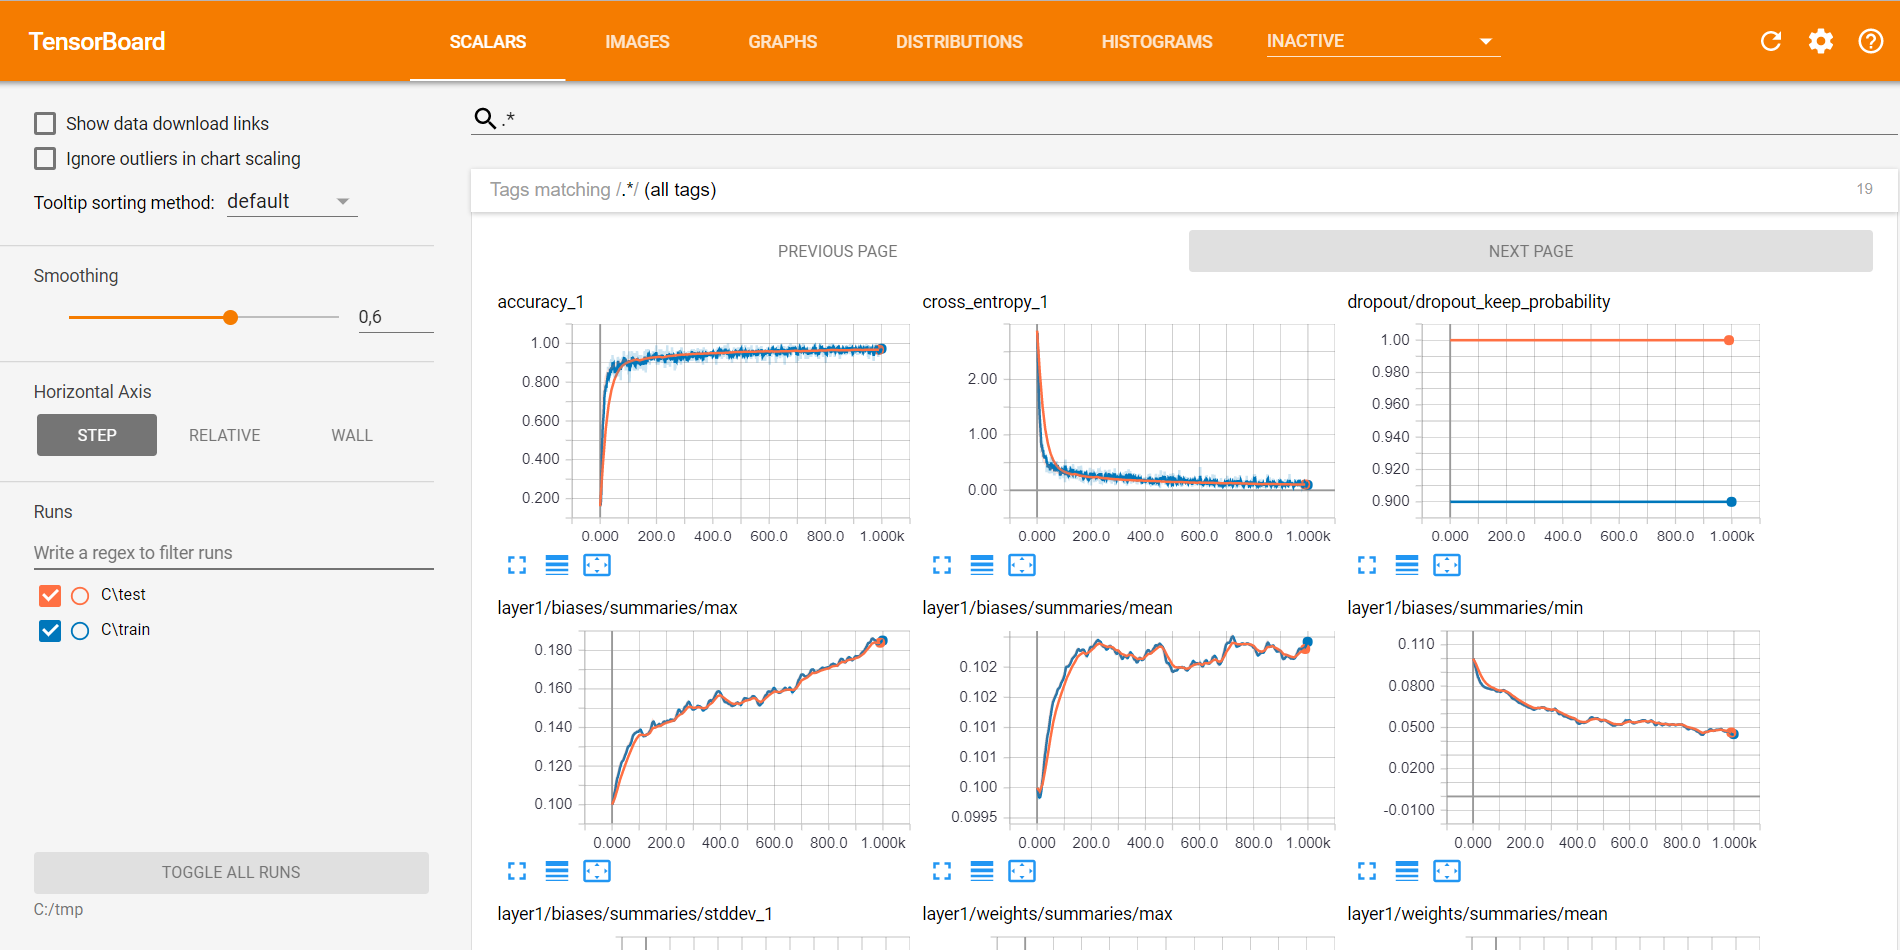 TensorBoard
SCALARS IMAGES GRAPHS DISTRIBUTIONS HISTOGRAMS INACTIVE
Show data download links
Ignore outliers in chart scaling
Tooltip sorting method: default
Smoothing
0,6
Horizontal Axis
STEP RELATIVE WALL
Runs
Write a regex to filter runs
C\test
C\train
TOGGLE ALL RUNS
C:/tmp
.*
Tags matching /.*/ (all tags) 19
PREVIOUS PAGE NEXT PAGE
accuracy_1
1.00
0.800
0.600
0.400
0.200
0.000 200.0 400.0 600.0 800.0 1.000k
cross_entropy_1
2.00
1.00
0.00
0.000 200.0 400.0 600.0 800.0 1.000k
dropout/dropout_keep_probability
1.00
0.980
0.960
0.940
0.920
0.900
0.000 200.0 400.0 600.0 800.0 1.000k
layer1/biases/summaries/max
0.180
0.160
0.140
0.120
0.100
0.000 200.0 400.0 600.0 800.0 1.000k
layer1/biases/summaries/mean
0.102
0.102
0.101
0.101
0.100
0.0995
0.000 200.0 400.0 600.0 800.0 1.000k
layer1/biases/summaries/min
0.110
0.0800
0.0500
0.0200
-0.0100
0.000 200.0 400.0 600.0 800.0 1.000k
layer1/biases/summaries/stddev_1
layer1/weights/summaries/max
layer1/weights/summaries/mean